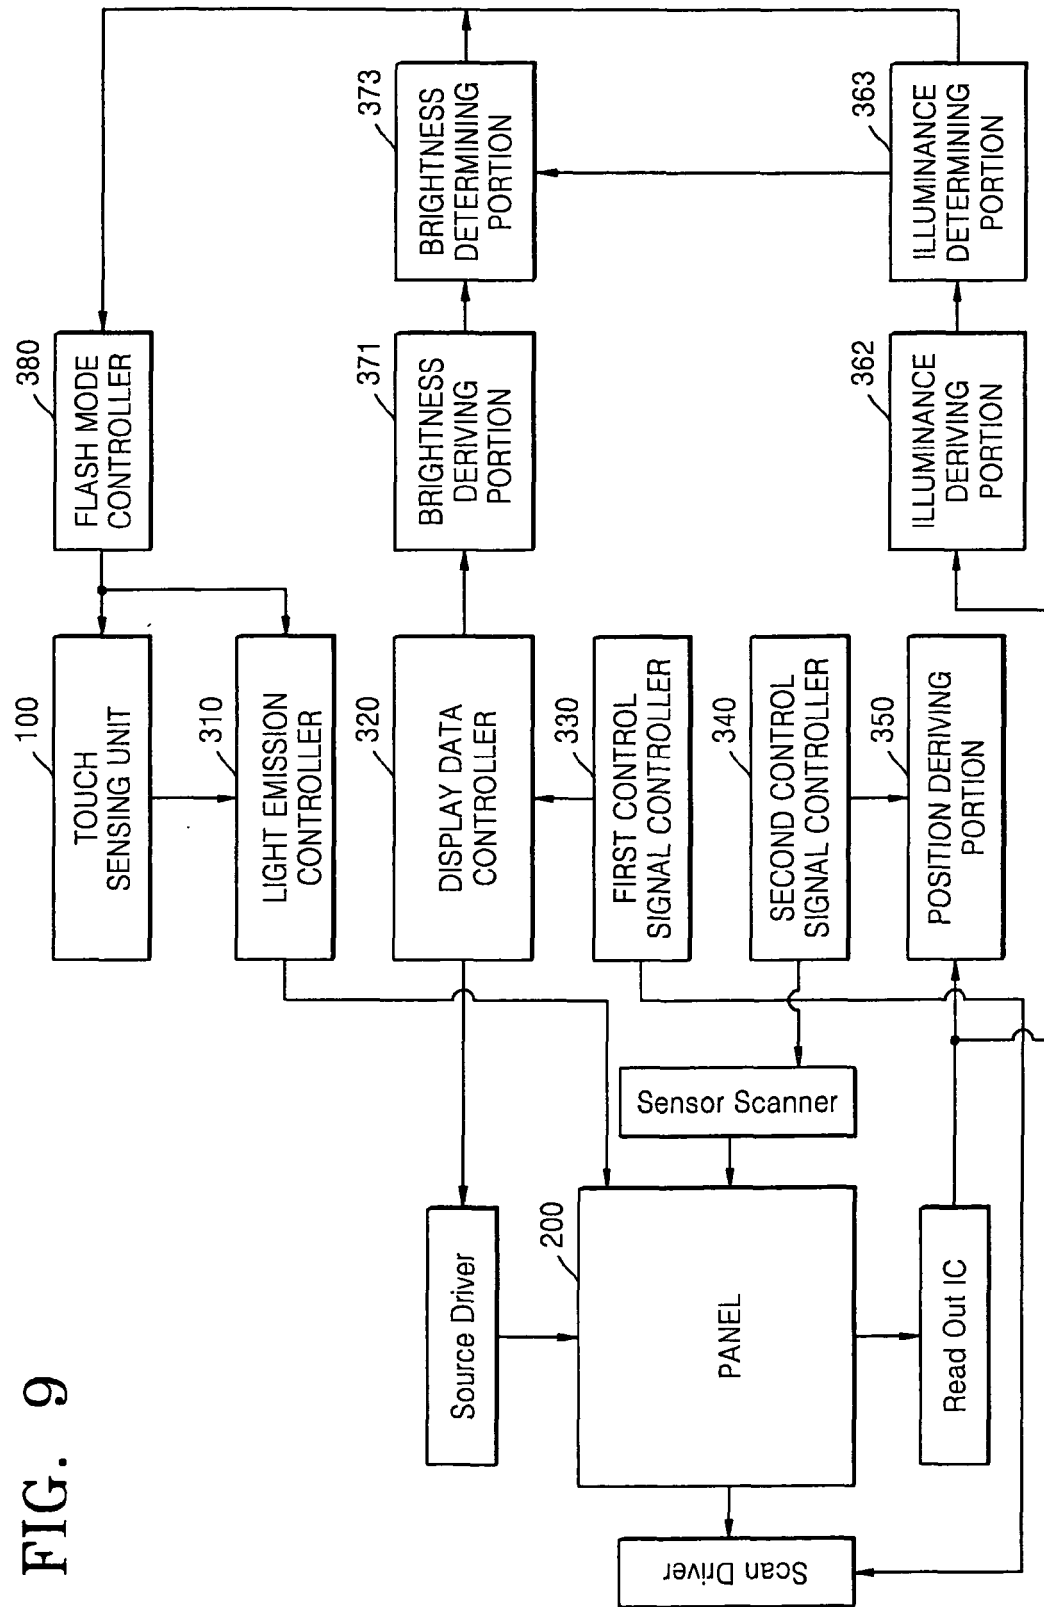 FIG. 9
100
TOUCH
SENSING UNIT
380
FLASH MODE
CONTROLLER
310
LIGHT EMISSION
CONTROLLER
Source Driver
320
DISPLAY DATA
CONTROLLER
371
BRIGHTNESS
DERIVING
PORTION
373
BRIGHTNESS
DETERMINING
PORTION
200
PANEL
330
FIRST CONTROL
SIGNAL CONTROLLER
Scan Driver
Sensor Scanner
340
SECOND CONTROL
SIGNAL CONTROLLER
Read Out IC
350
POSITION DERIVING
PORTION
362
ILLUMINANCE
DERIVING
PORTION
363
ILLUMINANCE
DETERMINING
PORTION